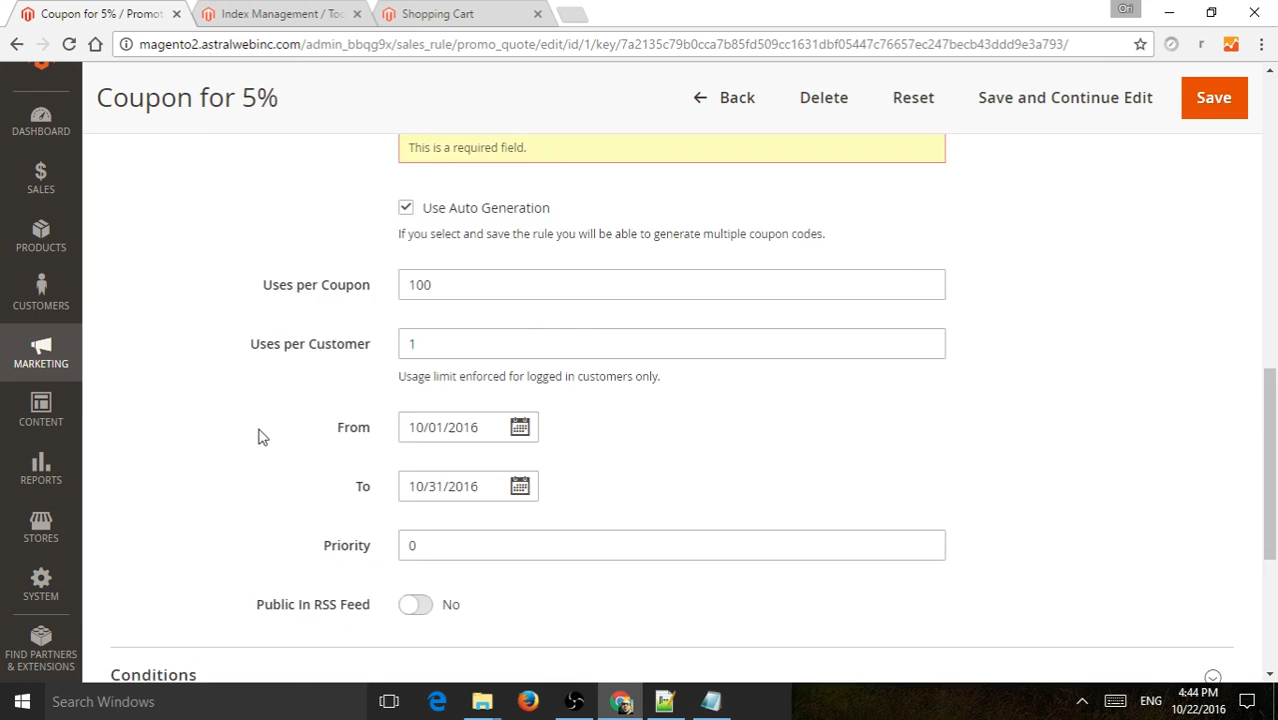 Coupon for 5% / Promot
Index Management / Too
Shopping Cart
Ori
magento2.astralwebinc.com/admin_bbqg9x/sales_rule/promo_quote/edit/id/1/key/7a2135c79b0cca7b85fd509cc1631dbf05447c76657ec247becb43ddd9e3a793/
r
Coupon for 5%
Back
Delete
Reset
Save and Continue Edit
Save
DASHBOARD
SALES
PRODUCTS
CUSTOMERS
MARKETING
CONTENT
REPORTS
STORES
SYSTEM
FIND PARTNERS
& EXTENSIONS
This is a required field.
Use Auto Generation
If you select and save the rule you will be able to generate multiple coupon codes.
Uses per Coupon 100
Uses per Customer 1
Usage limit enforced for logged in customers only.
From 10/01/2016
To 10/31/2016
Priority 0
Public In RSS Feed No
Conditions
Search Windows
ENG
4:44 PM
10/22/2016